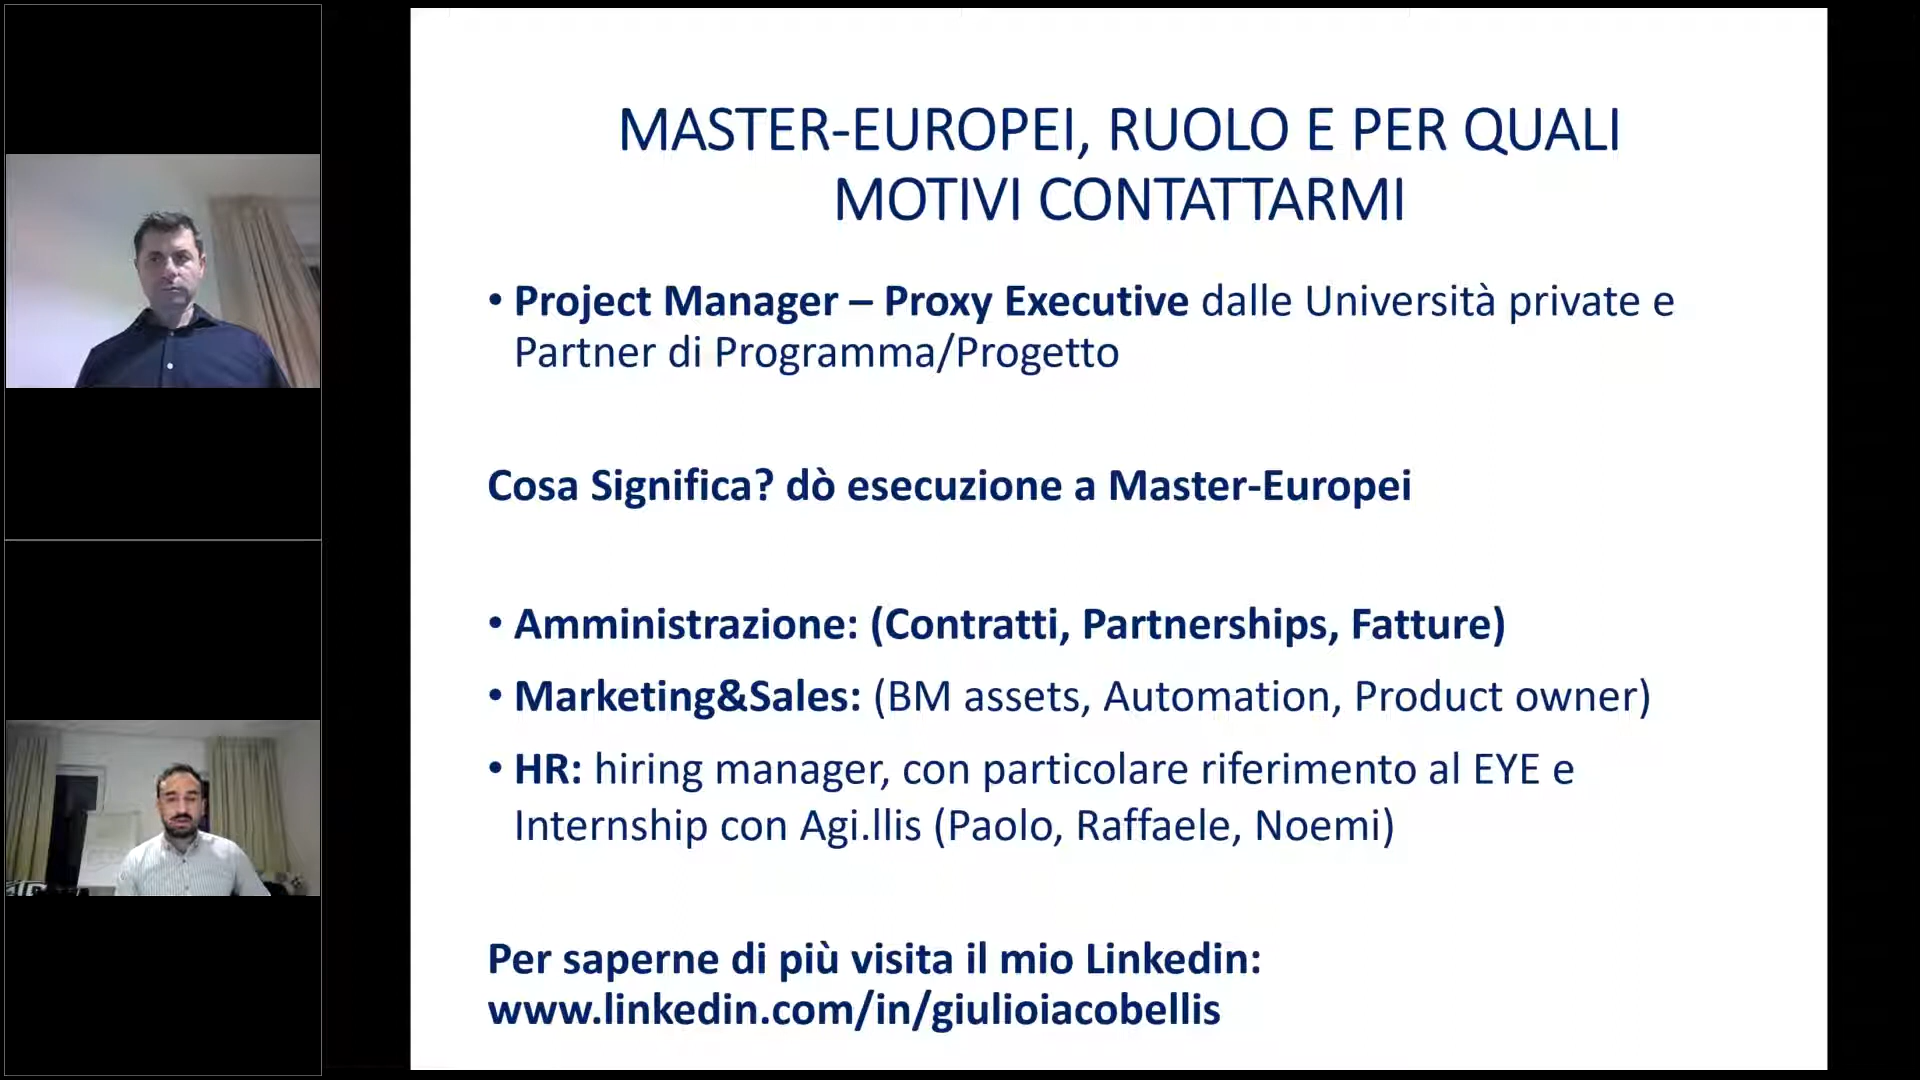 MASTER-EUROPEI, RUOLO E PER QUALI
MOTIVI CONTATTARMI
• Project Manager – Proxy Executive dalle Università private e
Partner di Programma/Progetto
Cosa Significa? dò esecuzione a Master-Europei
• Amministrazione: (Contratti, Partnerships, Fatture)
• Marketing&Sales: (BM assets, Automation, Product owner)
• HR: hiring manager, con particolare riferimento al EYE e
Internship con Agi.llis (Paolo, Raffaele, Noemi)
Per saperne di più visita il mio Linkedin:
www.linkedin.com/in/giulioiacobellis